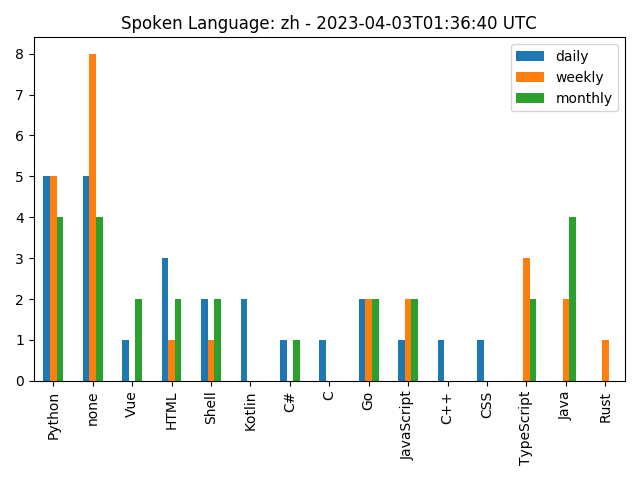 Spoken Language: zh - 2023-04-03T01:36:40 UTC
daily
weekly
monthly
8
7
6
5
4
3
2
1
0
Python
none
Vue
HTML
Shell
Kotlin
C#
C
Go
JavaScript
C++
CSS
TypeScript
Java
Rust